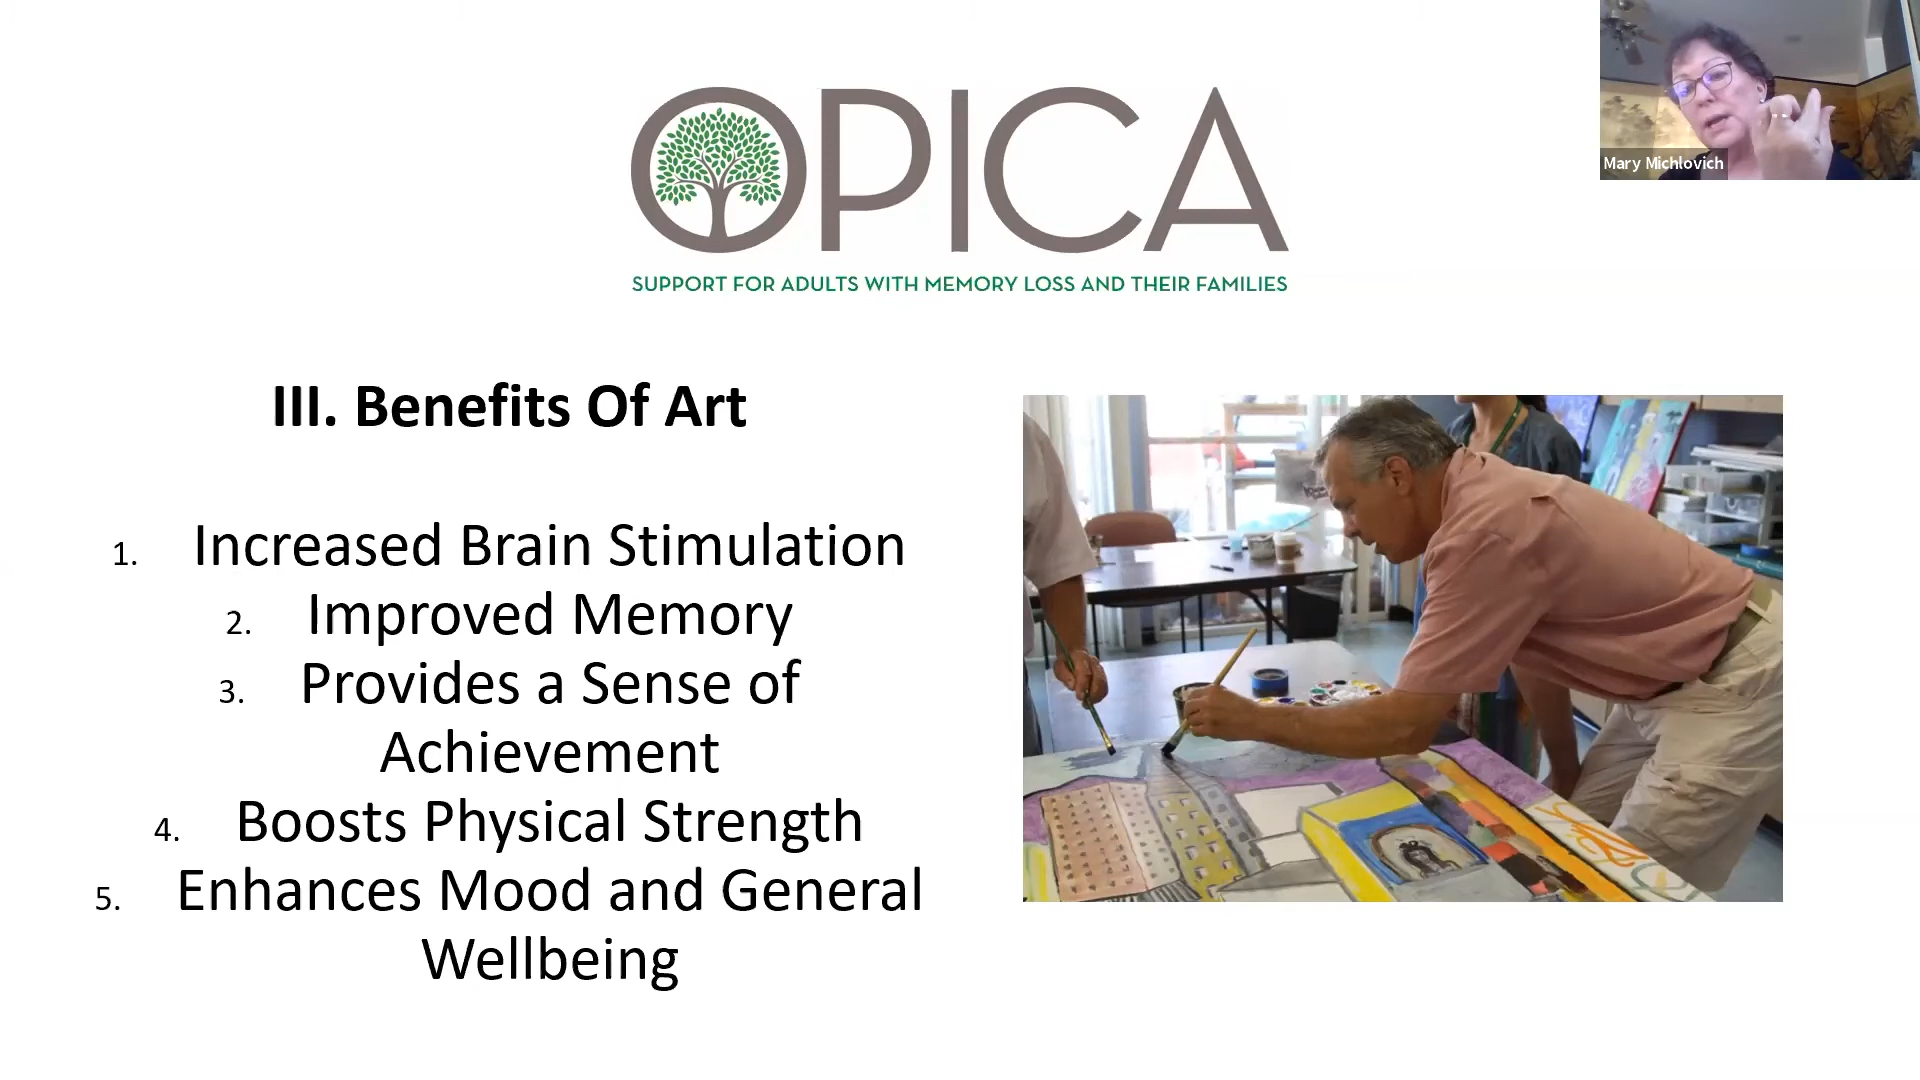 OPICA
SUPPORT FOR ADULTS WITH MEMORY LOSS AND THEIR FAMILIES
Mary Michlovich
III. Benefits Of Art
1. Increased Brain Stimulation
2. Improved Memory
3. Provides a Sense of
Achievement
4. Boosts Physical Strength
5. Enhances Mood and General
Wellbeing